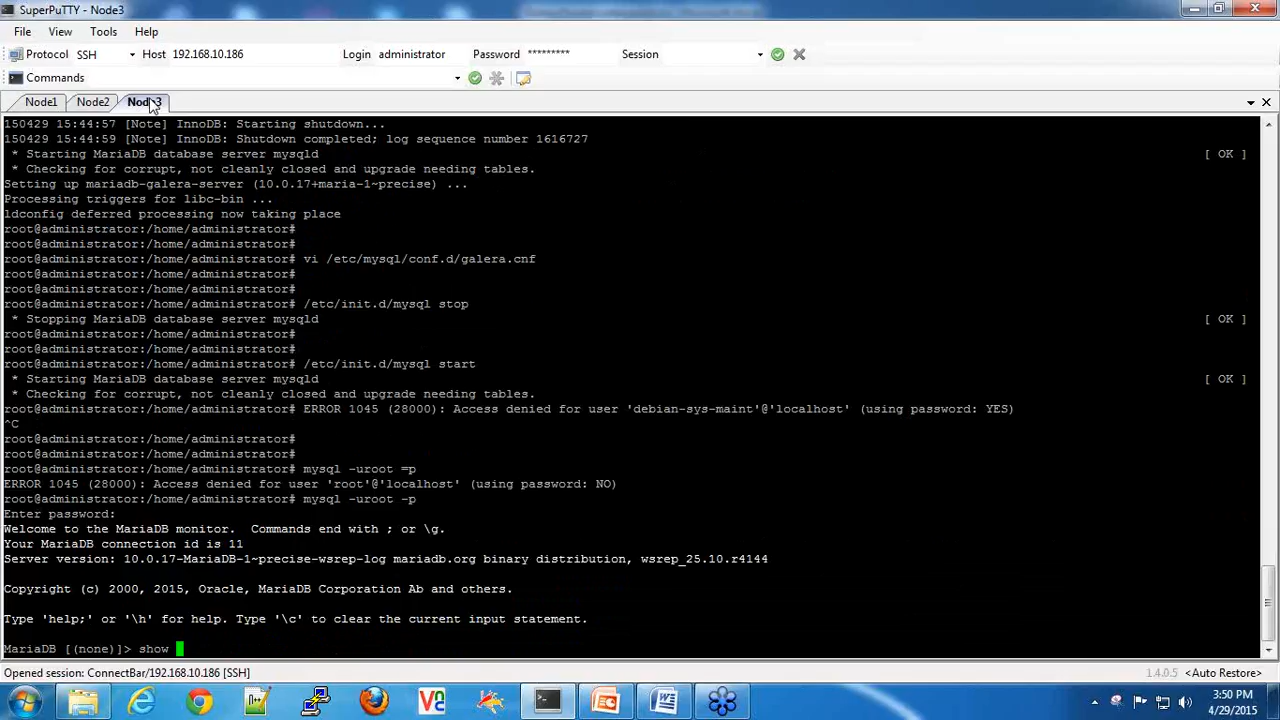 SuperPuTTY - Node3
File View Tools Help
Protocol SSH Host 192.168.10.186 Login administrator Password ********* Session
Commands
Node1 Node2 Node3
150429 15:44:57 [Note] InnoDB: Starting shutdown...
150429 15:44:59 [Note] InnoDB: Shutdown completed; log sequence number 1616727
* Starting MariaDB database server mysqld [ OK ]
* Checking for corrupt, not cleanly closed and upgrade needing tables.
Setting up mariadb-galera-server (10.0.17+maria-1~precise) ...
Processing triggers for libc-bin ...
ldconfig deferred processing now taking place
root@administrator:/home/administrator#
root@administrator:/home/administrator#
root@administrator:/home/administrator# vi /etc/mysql/conf.d/galera.cnf
root@administrator:/home/administrator#
root@administrator:/home/administrator#
root@administrator:/home/administrator# /etc/init.d/mysql stop
* Stopping MariaDB database server mysqld [ OK ]
root@administrator:/home/administrator#
root@administrator:/home/administrator#
root@administrator:/home/administrator# /etc/init.d/mysql start
* Starting MariaDB database server mysqld [ OK ]
* Checking for corrupt, not cleanly closed and upgrade needing tables.
root@administrator:/home/administrator# ERROR 1045 (28000): Access denied for user 'debian-sys-maint'@'localhost' (using password: YES)
^C
root@administrator:/home/administrator#
root@administrator:/home/administrator#
root@administrator:/home/administrator# mysql -uroot =p
ERROR 1045 (28000): Access denied for user 'root'@'localhost' (using password: NO)
root@administrator:/home/administrator# mysql -uroot -p
Enter password:
Welcome to the MariaDB monitor. Commands end with ; or \g.
Your MariaDB connection id is 11
Server version: 10.0.17-MariaDB-1~precise-wsrep-log mariadb.org binary distribution, wsrep_25.10.r4144
Copyright (c) 2000, 2015, Oracle, MariaDB Corporation Ab and others.
Type 'help;' or '\h' for help. Type '\c' to clear the current input statement.
MariaDB [(none)]> show
Opened session: ConnectBar/192.168.10.186 [SSH] 1.4.0.5 <Auto Restore>
3:50 PM
4/29/2015